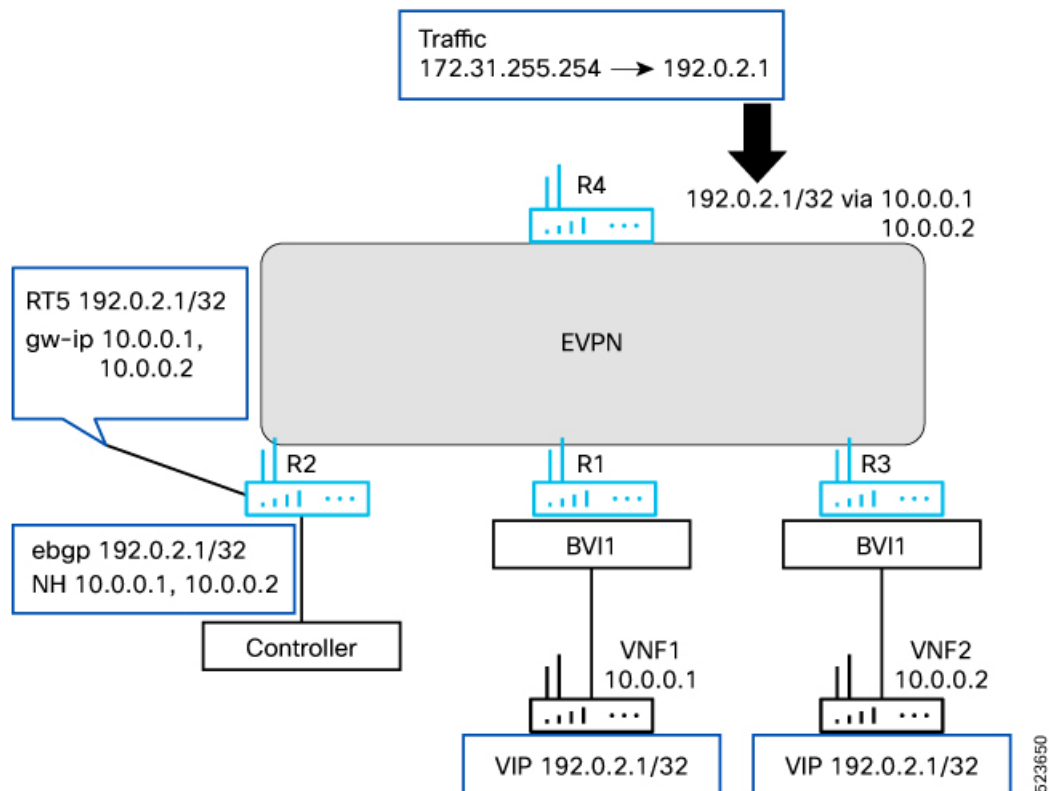 Traffic
172.31.255.254 → 192.0.2.1
R4
192.0.2.1/32 via 10.0.0.1
10.0.0.2
RT5 192.0.2.1/32
gw-ip 10.0.0.1,
10.0.0.2
EVPN
R2
R1
R3
ebgp 192.0.2.1/32
NH 10.0.0.1, 10.0.0.2
BVI1
BVI1
Controller
VNF1
10.0.0.1
VNF2
10.0.0.2
VIP 192.0.2.1/32
VIP 192.0.2.1/32
523650